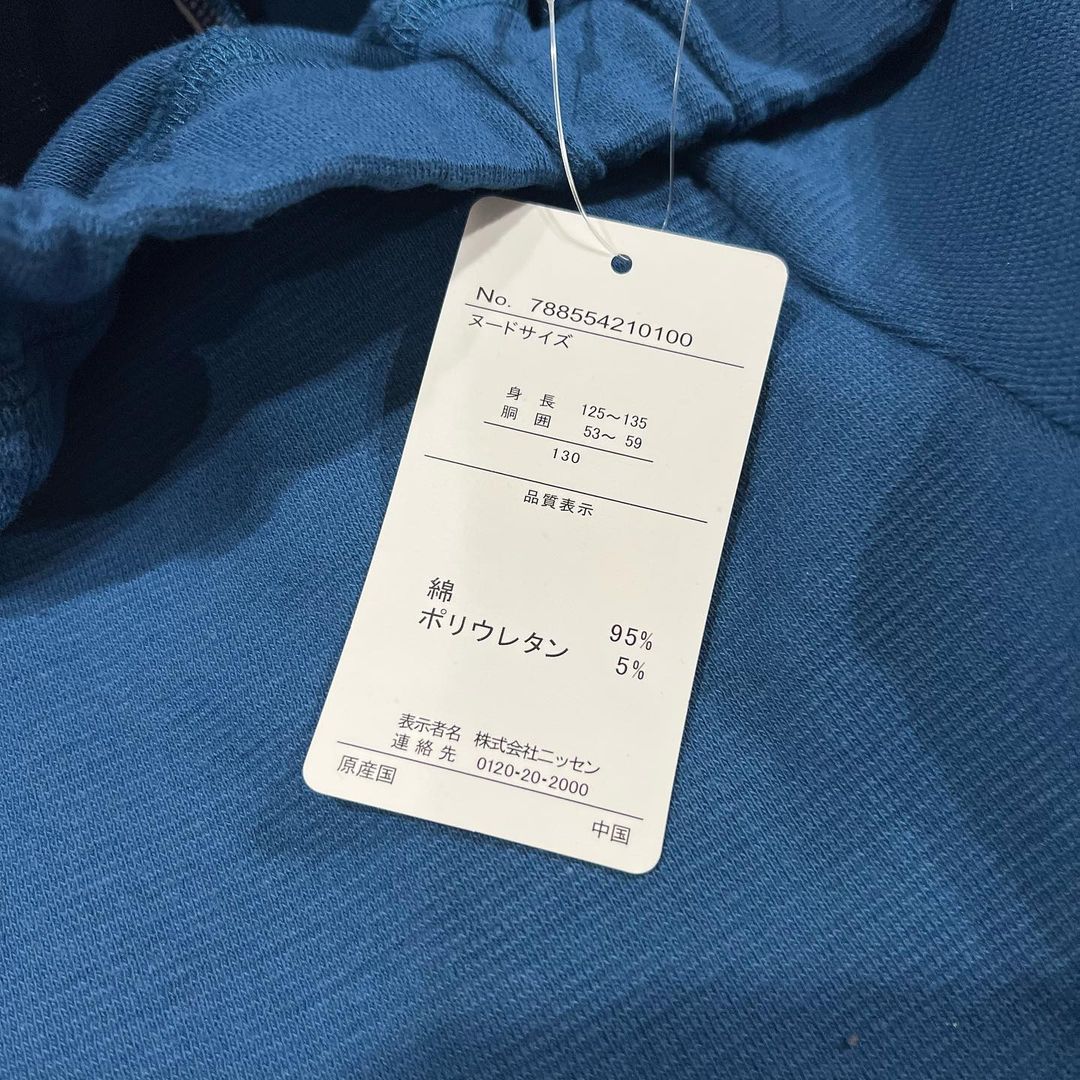 No. 788554210100
ヌードサイズ
身長 125〜135
胴囲 53〜 59
130
品質表示
綿 95%
ポリウレタン 5%
表示者名 株式会社ニッセン
連絡先 0120-20-2000
原産国
中国